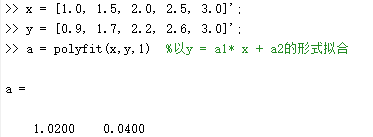 >> x = [1.0, 1.5, 2.0, 2.5, 3.0]';
>> y = [0.9, 1.7, 2.2, 2.6, 3.0]';
>> a = polyfit(x,y,1)  %以y = a1* x + a2的形式拟合
a =
1.0200    0.0400